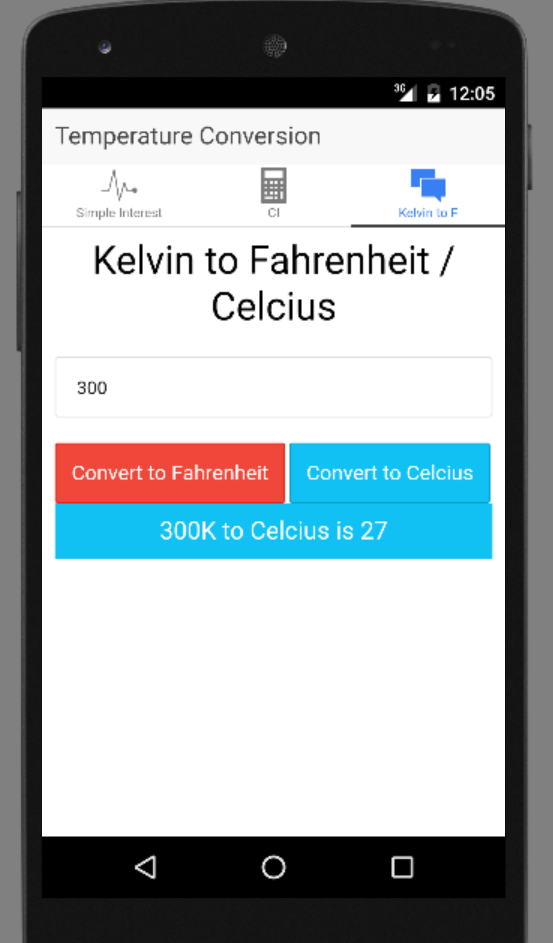 3G 12:05
Temperature Conversion
Simple Interest CI Kelvin to F
Kelvin to Fahrenheit /
Celcius
300
Convert to Fahrenheit Convert to Celcius
300K to Celcius is 27